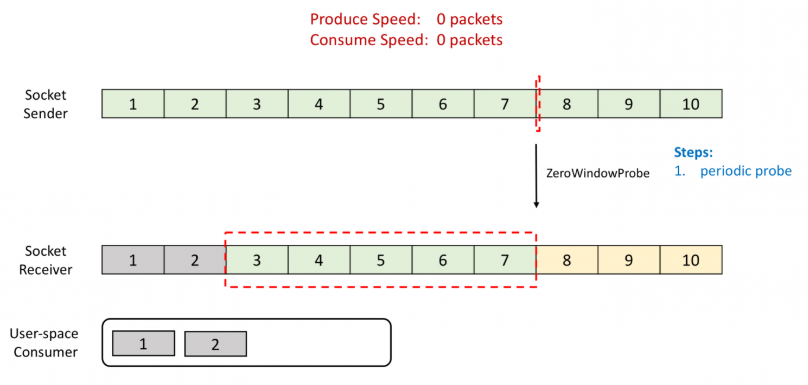 Produce Speed: 0 packets
Consume Speed: 0 packets
Socket
Sender
1 2 3 4 5 6 7 8 9 10
ZeroWindowProbe
Steps:
1. periodic probe
Socket
Receiver
1 2 3 4 5 6 7 8 9 10
User-space
Consumer
1 2